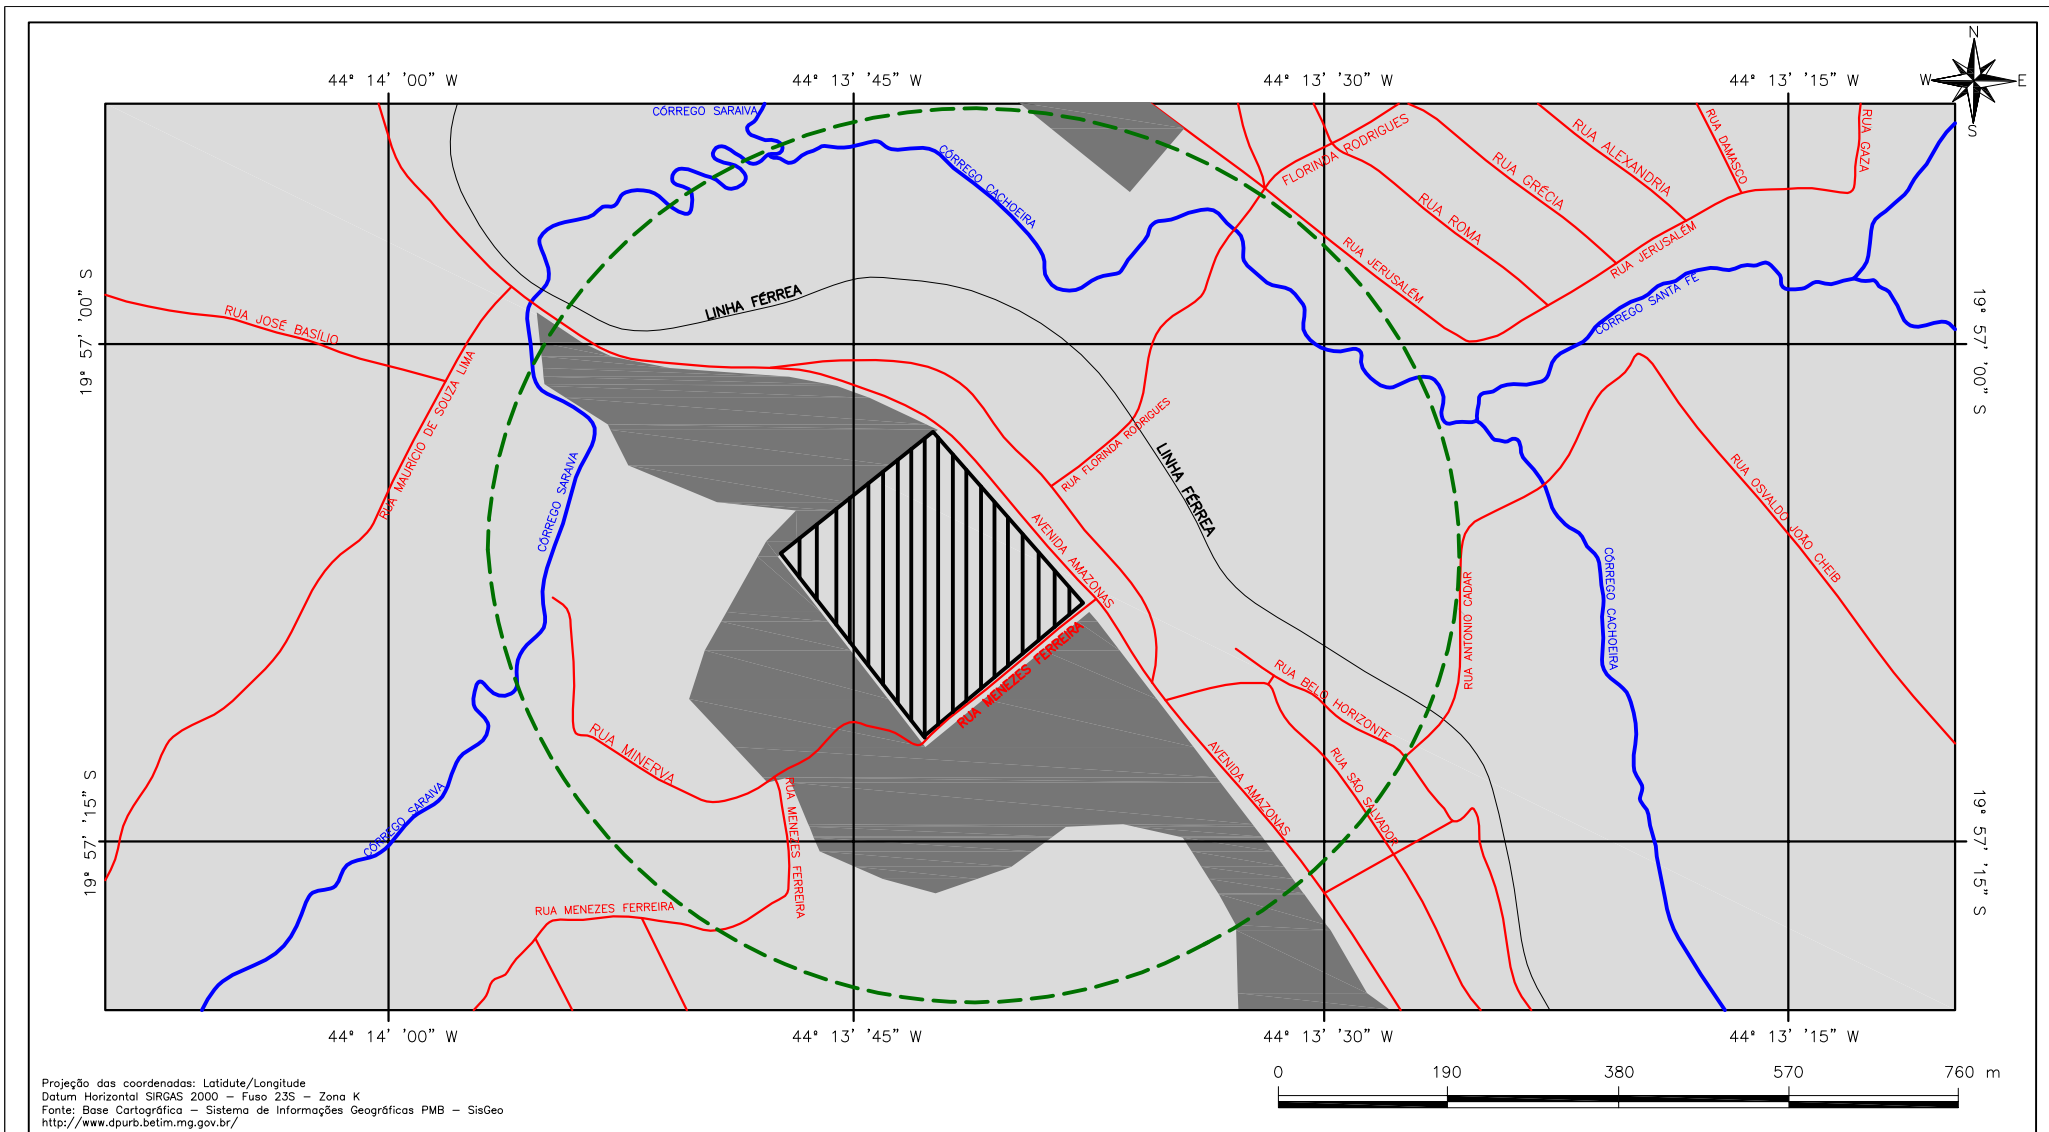 N
44° 14' '00" W
44° 13' '45" W
44° 13' '30" W
44° 13' '15" W
W
E
S
CÓRREGO SARAIVA
CÓRREGO CACHOEIRA
FLORINDA RODRIGUES
RUA GRÉCIA
RUA ALEXANDRIA
RUA DAMASCO
RUA GAZA
RUA ROMA
RUA JERUSALÉM
RUA JERUSALÉM
CÓRREGO SANTA FÉ
19° 57' '00" S
19° 57' '00" S
RUA JOSÉ BASÍLIO
LINHA FÉRREA
RUA MAURÍCIO DE SOUZA LIMA
RUA FLORINDA RODRIGUES
LINHA FÉRREA
CÓRREGO SARAIVA
RUA OSVALDO JOÃO CHEIB
AVENIDA AMAZONAS
RUA ANTONIO CADAR
CÓRREGO CACHOEIRA
RUA MENEZES FERREIRA
RUA BELO HORIZONTE
RUA MINERVA
AVENIDA AMAZONAS
RUA SÃO SALVADOR
CÓRREGO SARAIVA
RUA MENEZES FERREIRA
19° 57' '15" S
19° 57' '15" S
RUA MENEZES FERREIRA
44° 14' '00" W
44° 13' '45" W
44° 13' '30" W
44° 13' '15" W
0 190 380 570 760 m
Projeção das coordenadas: Latidute/Longitude
Datum Horizontal SIRGAS 2000 – Fuso 23S – Zona K
Fonte: Base Cartográfica – Sistema de Informações Geográficas PMB – SisGeo
http://www.dpurb.betim.mg.gov.br/